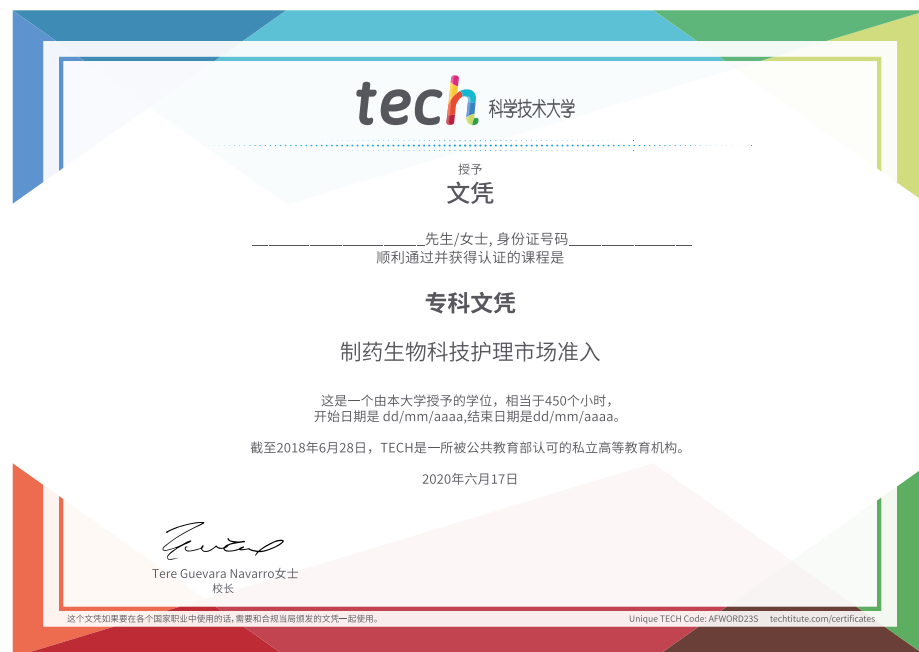 tech 科学技术大学
授予
文凭
______________________先生/女士, 身份证号码________________
顺利通过并获得认证的课程是
专科文凭
制药生物科技护理市场准入
这是一个由本大学授予的学位，相当于450个小时，
开始日期是 dd/mm/aaaa,结束日期是dd/mm/aaaa。
截至2018年6月28日，TECH是一所被公共教育部认可的私立高等教育机构。
2020年六月17日
Tere Guevara Navarro女士
校长
这个文凭如果要在各个国家职业中使用的话,需要和合规当局颁发的文凭一起使用。
Unique TECH Code: AFWORD23S techtitute.com/certificates